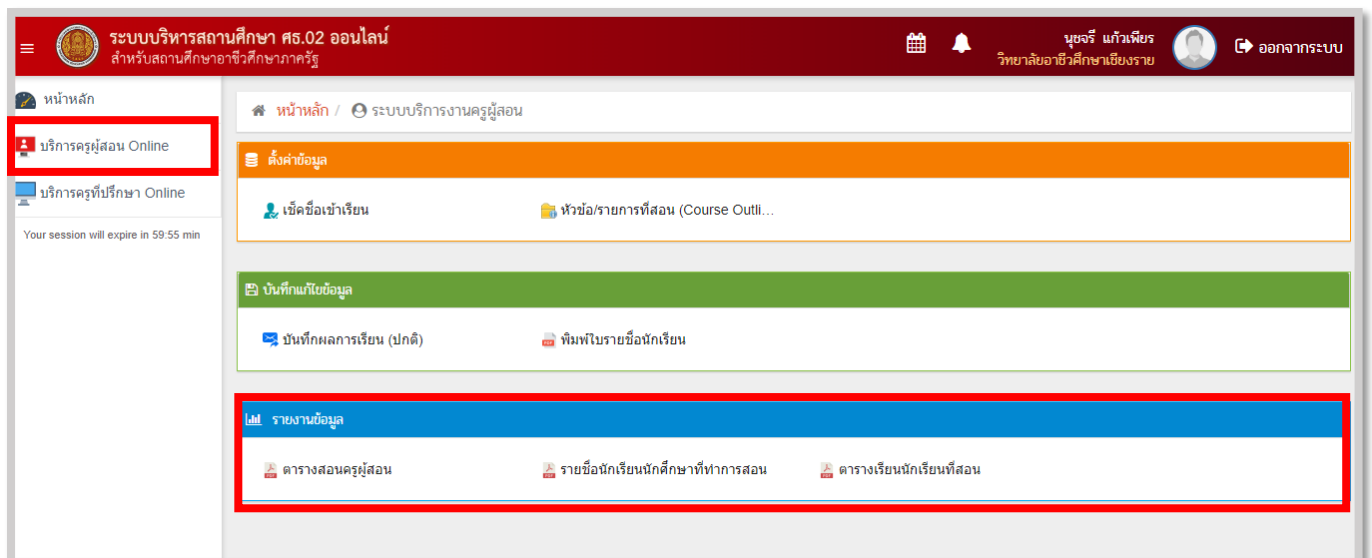 ระบบบริหารสถานศึกษา ศธ.02 ออนไลน์
สำหรับสถานศึกษาอาชีวศึกษาภาครัฐ
นุชจรี แก้วเพียร
วิทยาลัยอาชีวศึกษาเชียงราย
ออกจากระบบ
หน้าหลัก
บริการครูผู้สอน Online
บริการครูที่ปรึกษา Online
Your session will expire in 59:55 min
หน้าหลัก / ระบบบริการงานครูผู้สอน
ตั้งค่าข้อมูล
เช็คชื่อเข้าเรียน
หัวข้อ/รายการที่สอน (Course Outli...
บันทึกแก้ไขข้อมูล
บันทึกผลการเรียน (ปกติ)
พิมพ์ใบรายชื่อนักเรียน
รายงานข้อมูล
ตารางสอนครูผู้สอน
รายชื่อนักเรียนนักศึกษาที่ทำการสอน
ตารางเรียนนักเรียนที่สอน